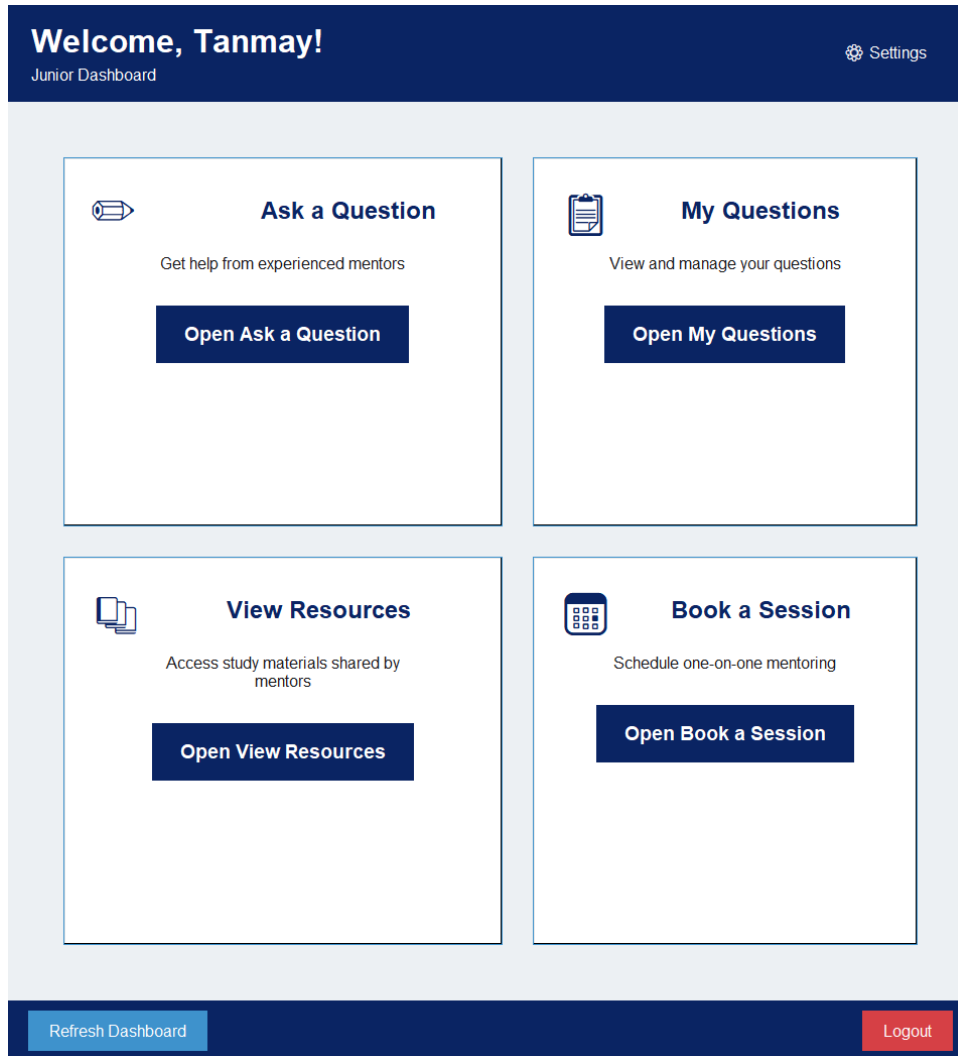 Welcome, Tanmay!
Junior Dashboard
Settings
Ask a Question
Get help from experienced mentors
Open Ask a Question
My Questions
View and manage your questions
Open My Questions
View Resources
Access study materials shared by
mentors
Open View Resources
Book a Session
Schedule one-on-one mentoring
Open Book a Session
Refresh Dashboard
Logout